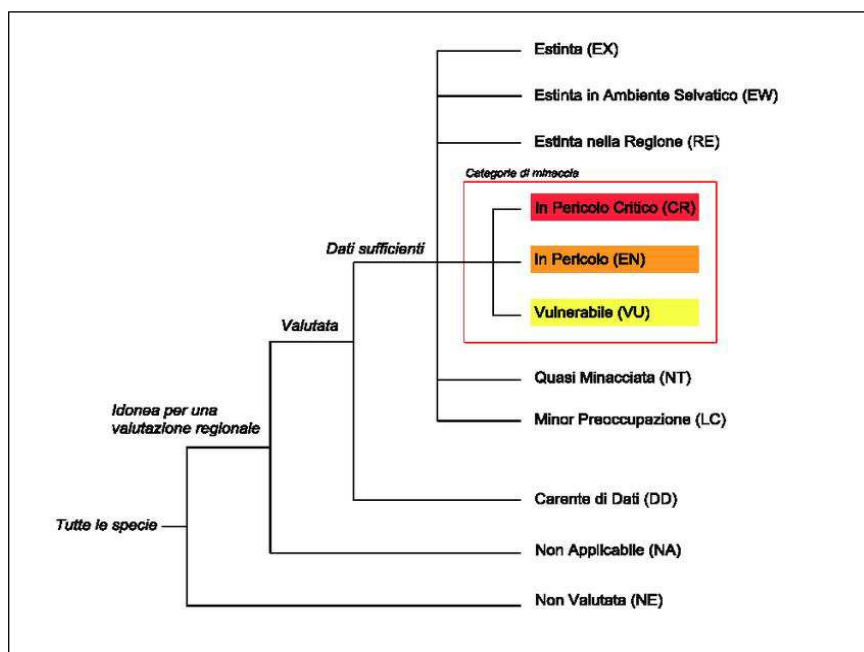 Estinta (EX)
Estinta in Ambiente Selvatico (EW)
Estinta nella Regione (RE)
Categorie di minaccia
In Pericolo Critico (CR)
Dati sufficienti
In Pericolo (EN)
Vulnerabile (VU)
Valutata
Quasi Minacciata (NT)
Idonea per una
valutazione regionale
Minor Preoccupazione (LC)
Carente di Dati (DD)
Tutte le specie
Non Applicabile (NA)
Non Valutata (NE)